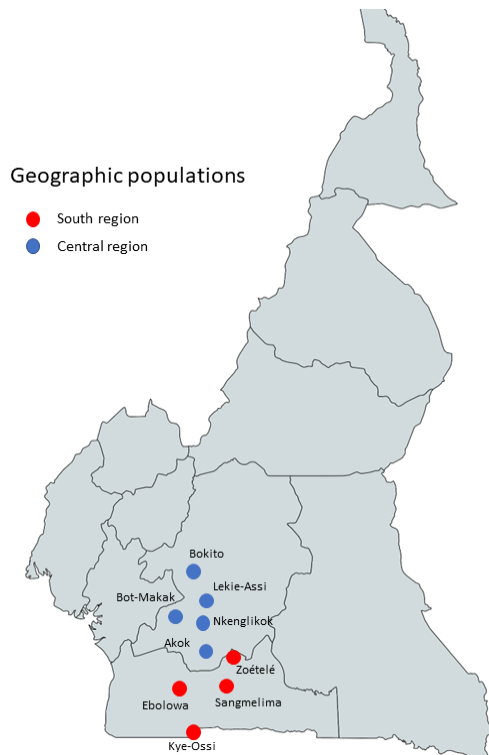 Geographic populations
South region
Central region
Bokito
Lekie-Assi
Bot-Makak
Nkenglikok
Akok
Zoételé
Ebolowa
Sangmelima
Kye-Ossi